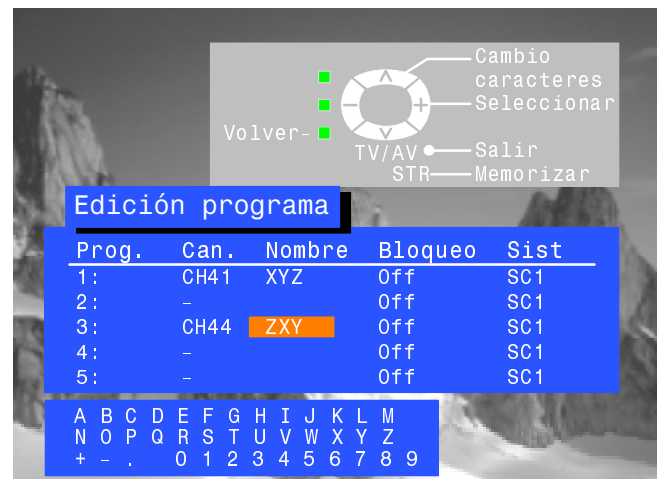 Cambio
caracteres
Seleccionar
Volver
TV/AV Salir
STR Memorizar
Edición programa
Prog. Can. Nombre Bloqueo Sist
1: CH41 XYZ Off SC1
2: - Off SC1
3: CH44 ZXY Off SC1
4: - Off SC1
5: - Off SC1
A B C D E F G H I J K L M
N O P Q R S T U V W X Y Z
+ - . 0 1 2 3 4 5 6 7 8 9